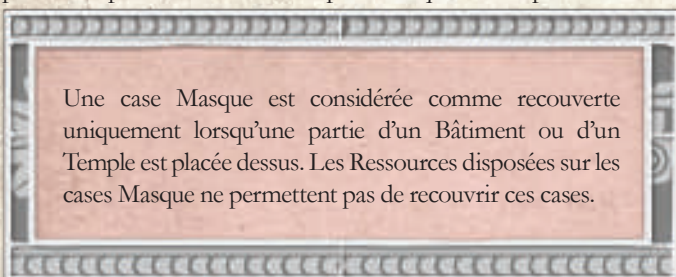 Une case Masque est considérée comme recouverte
uniquement lorsqu'une partie d'un Bâtiment ou d'un
Temple est placée dessus. Les Ressources disposées sur les
cases Masque ne permettent pas de recouvrir ces cases.